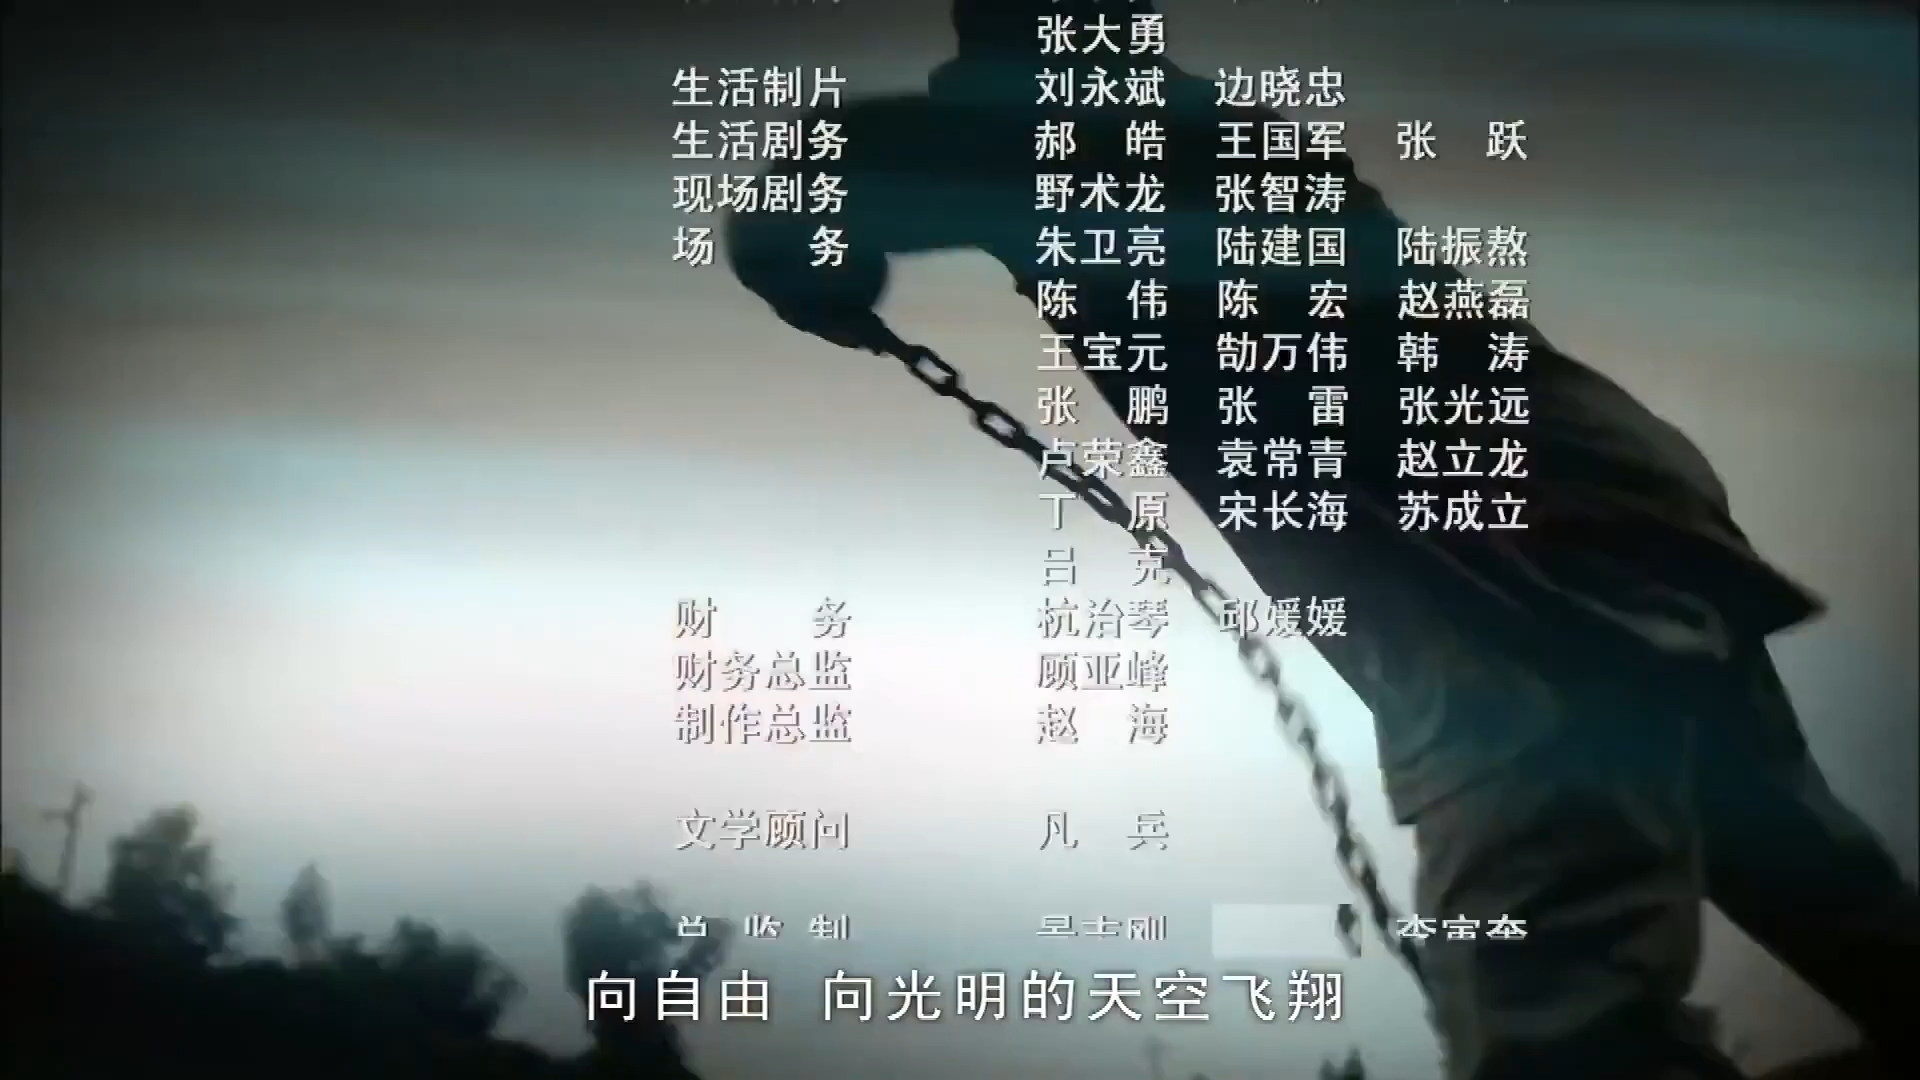 张大勇
生活制片 刘永斌 边晓忠
生活剧务 郝皓 王国军 张跃
现场剧务 野术龙 张智涛
场务 朱卫亮 陆建国 陆振熬
陈伟 陈宏 赵燕磊
王宝元 劼万伟 韩涛
张鹏 张雷 张光远
卢荣鑫 袁常青 赵立龙
丁原 宋长海 苏成立
吕克
财务 杭治琴 邱媛媛
财务总监 顾亚峰
制作总监 赵海
文学顾问 凡兵
总监制
向自由 向光明的天空飞翔